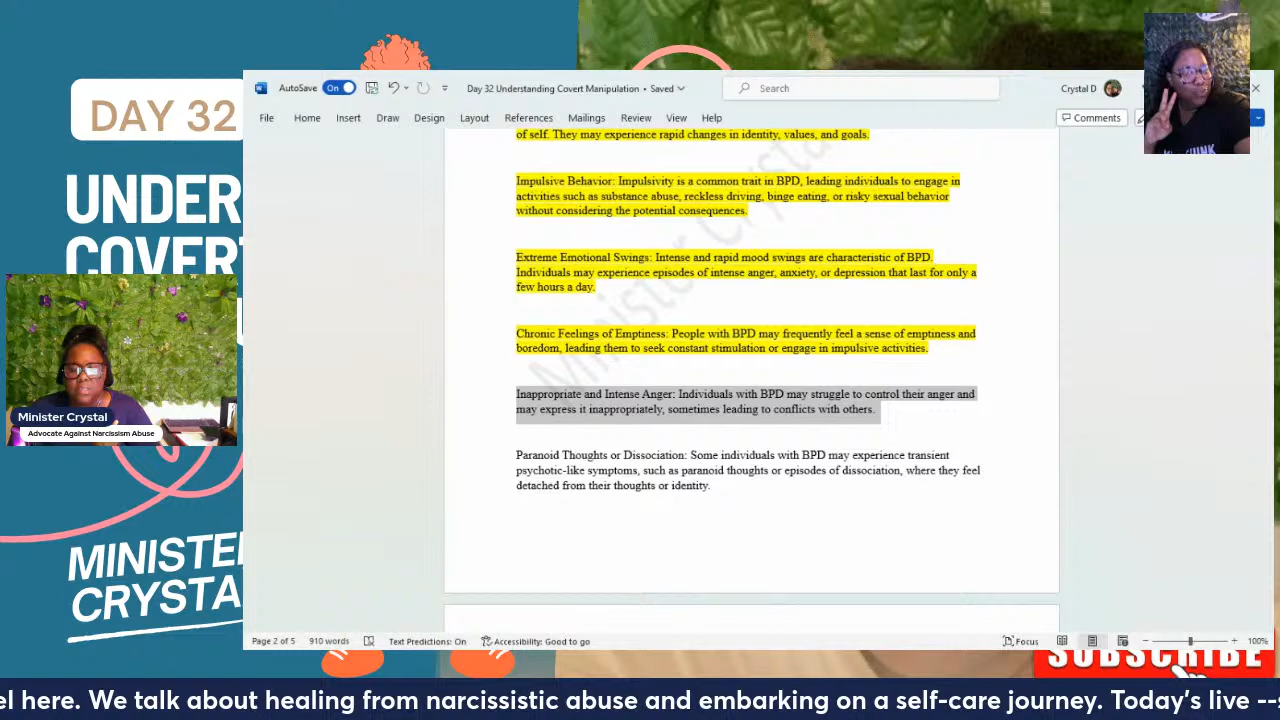 DAY 32
UNDER
COVERT
MINISTE
CRYSTA
Minister Crystal
Advocate Against Narcissism Abuse
AutoSave On
Day 32 Understanding Covert Manipulation • Saved
Search
Crystal D
File Home Insert Draw Design Layout References Mailings Review View Help
Comments
of self. They may experience rapid changes in identity, values, and goals.
Impulsive Behavior: Impulsivity is a common trait in BPD, leading individuals to engage in
activities such as substance abuse, reckless driving, binge eating, or risky sexual behavior
without considering the potential consequences.
Extreme Emotional Swings: Intense and rapid mood swings are characteristic of BPD.
Individuals may experience episodes of intense anger, anxiety, or depression that last for only a
few hours a day.
Chronic Feelings of Emptiness: People with BPD may frequently feel a sense of emptiness and
boredom, leading them to seek constant stimulation or engage in impulsive activities.
Inappropriate and Intense Anger: Individuals with BPD may struggle to control their anger and
may express it inappropriately, sometimes leading to conflicts with others.
Paranoid Thoughts or Dissociation: Some individuals with BPD may experience transient
psychotic-like symptoms, such as paranoid thoughts or episodes of dissociation, where they feel
detached from their thoughts or identity.
Minister Crysta
Page 2 of 5 910 words Text Predictions: On Accessibility: Good to go Focus 100%
SUBSCRIBE
el here. We talk about healing from narcissistic abuse and embarking on a self-care journey. Today's live --